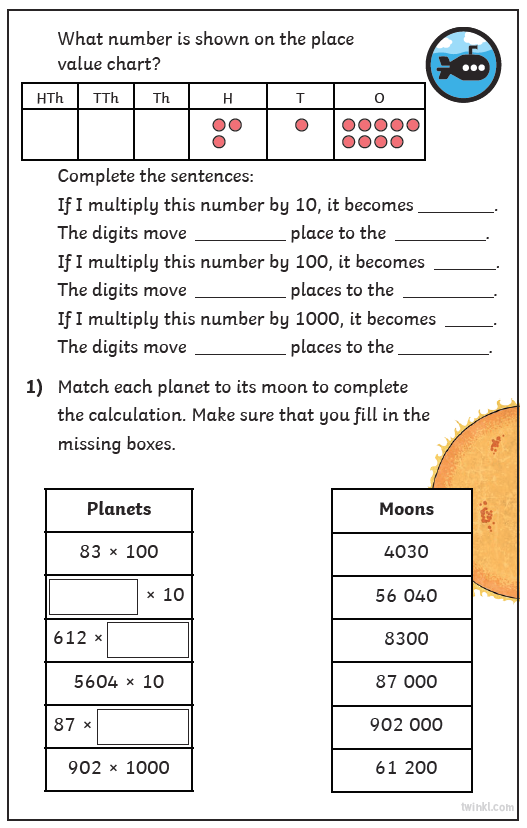 What number is shown on the place
value chart?
HTh TTh Th H T O
Complete the sentences:
If I multiply this number by 10, it becomes ________.
The digits move _________ place to the _________.
If I multiply this number by 100, it becomes ______.
The digits move _________ places to the _________.
If I multiply this number by 1000, it becomes _____.
The digits move _________ places to the _________.
1) Match each planet to its moon to complete
the calculation. Make sure that you fill in the
missing boxes.
Planets Moons
83 × 100 4030
× 10 56 040
612 × 8300
5604 × 10 87 000
87 × 902 000
902 × 1000 61 200
twinkl.com